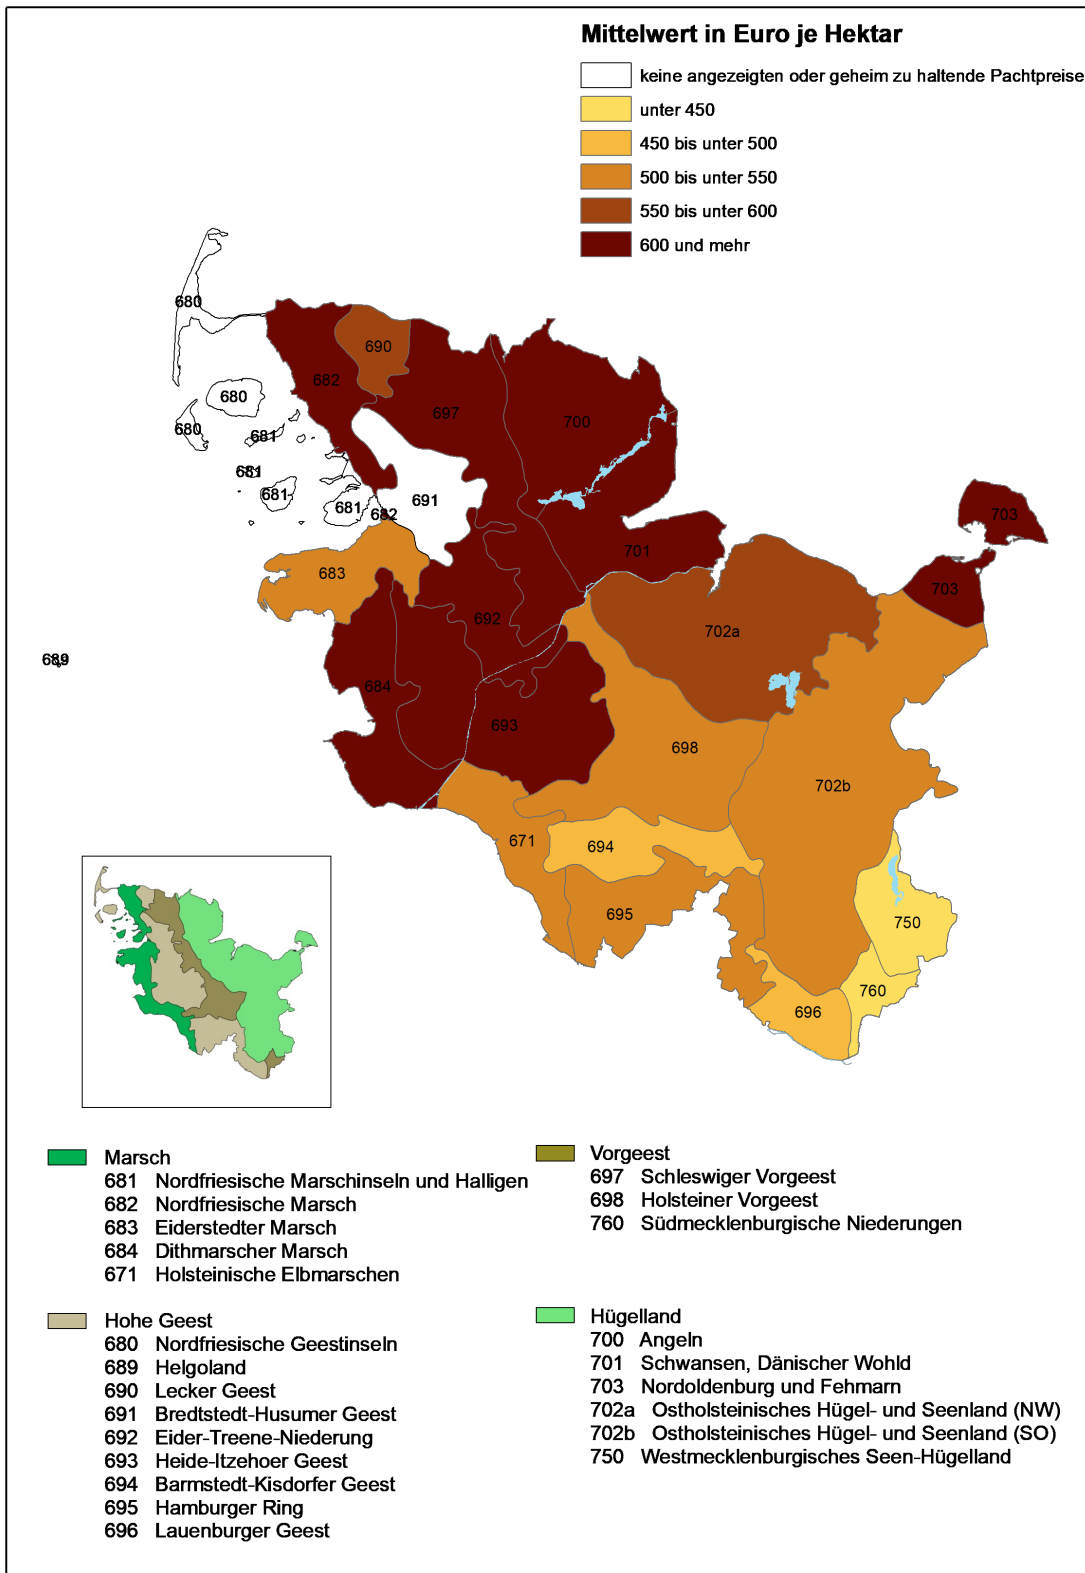 Mittelwert in Euro je Hektar
keine angezeigten oder geheim zu haltende Pachtpreise
unter 450
450 bis unter 500
500 bis unter 550
550 bis unter 600
600 und mehr
680
690
682
680
697
680
681
700
681
681
681
691
682
703
701
683
703
692
702a
689
684
693
698
702b
671
694
695
750
760
696
Marsch
681 Nordfriesische Marschinseln und Halligen
682 Nordfriesische Marsch
683 Eiderstedter Marsch
684 Dithmarscher Marsch
671 Holsteinische Elbmarschen
Hohe Geest
680 Nordfriesische Geestinseln
689 Helgoland
690 Lecker Geest
691 Bredtstedt-Husumer Geest
692 Eider-Treene-Niederung
693 Heide-Itzehoer Geest
694 Barmstedt-Kisdorfer Geest
695 Hamburger Ring
696 Lauenburger Geest
Vorgeest
697 Schleswiger Vorgeest
698 Holsteiner Vorgeest
760 Südmecklenburgische Niederungen
Hügelland
700 Angeln
701 Schwansen, Dänischer Wohld
703 Nordoldenburg und Fehmarn
702a Ostholsteinisches Hügel- und Seenland (NW)
702b Ostholsteinisches Hügel- und Seenland (SO)
750 Westmecklenburgisches Seen-Hügelland